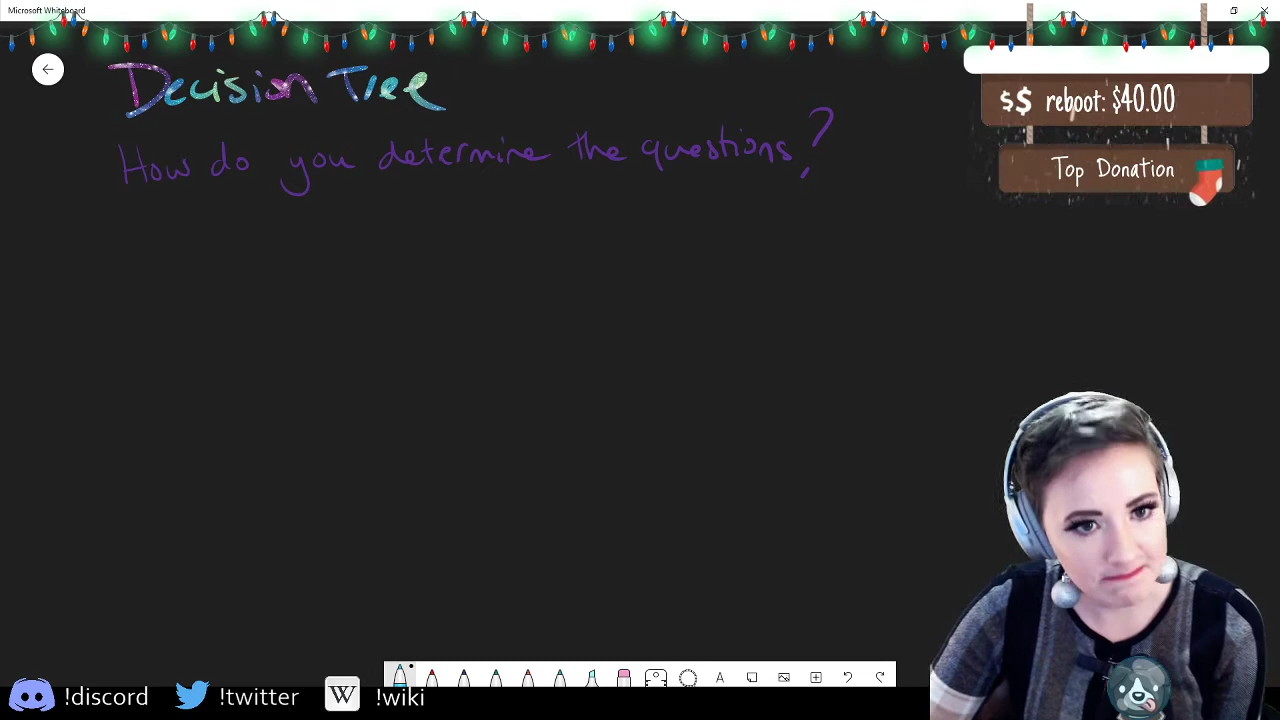 Microsoft Whiteboard
Decision Tree
How do you determine the questions?
$$ reboot: $40.00
Top Donation
!discord
!twitter
W !wiki
A